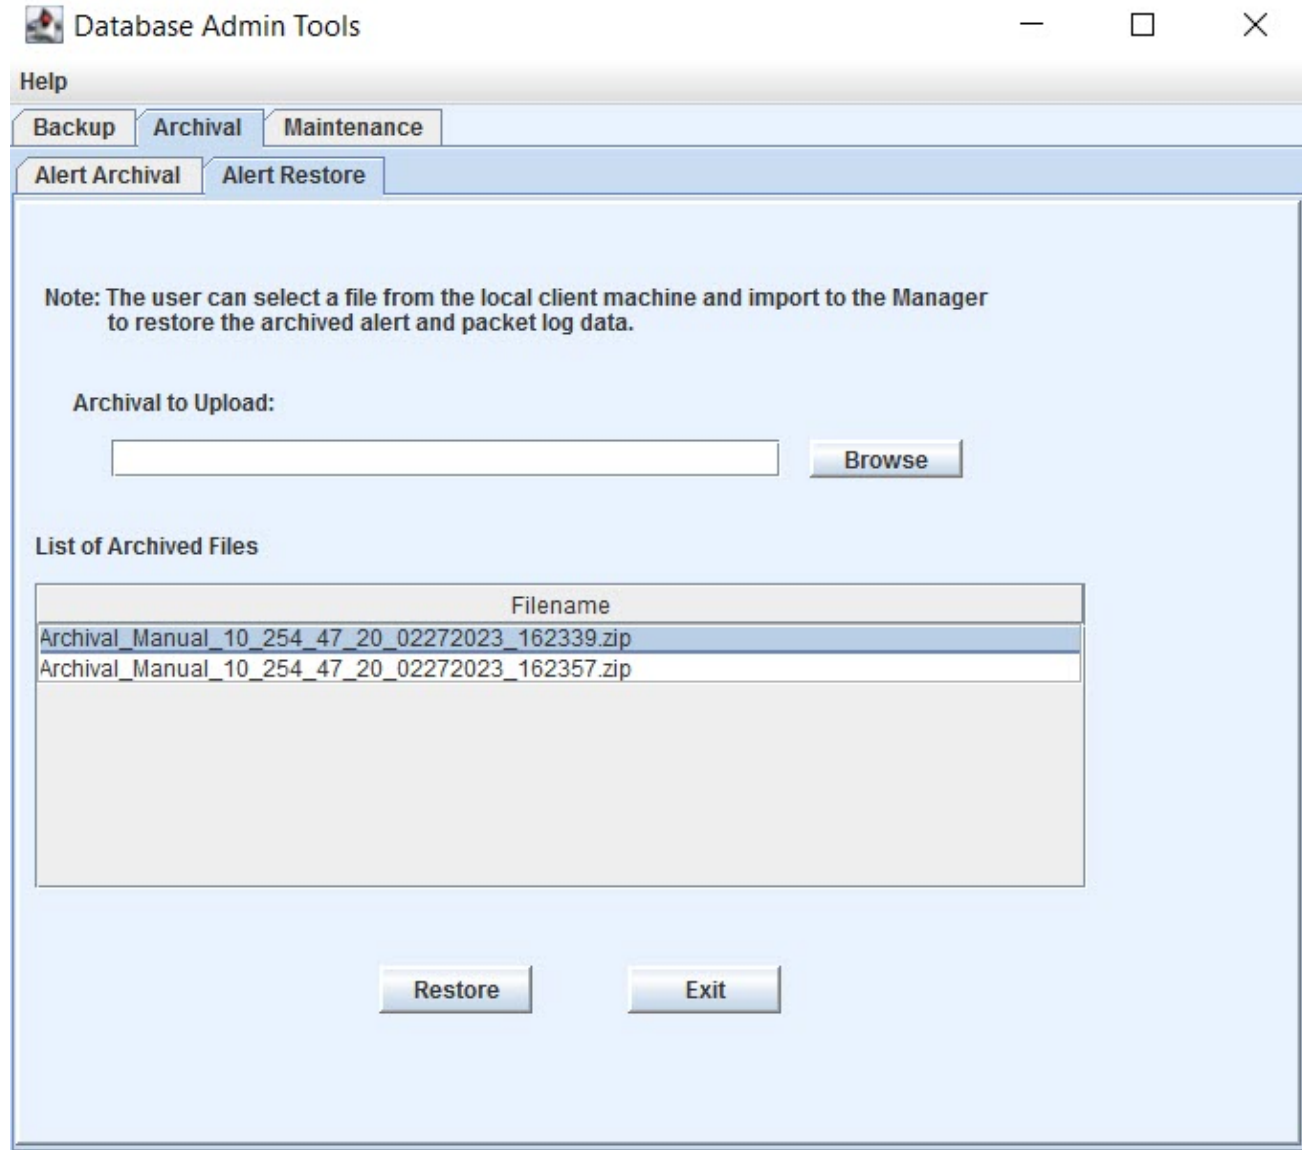 Database Admin Tools
Help
Backup Archival Maintenance
Alert Archival Alert Restore
Note: The user can select a file from the local client machine and import to the Manager
to restore the archived alert and packet log data.
Archival to Upload:
Browse
List of Archived Files
Filename
Archival_Manual_10_254_47_20_02272023_162339.zip
Archival_Manual_10_254_47_20_02272023_162357.zip
Restore Exit